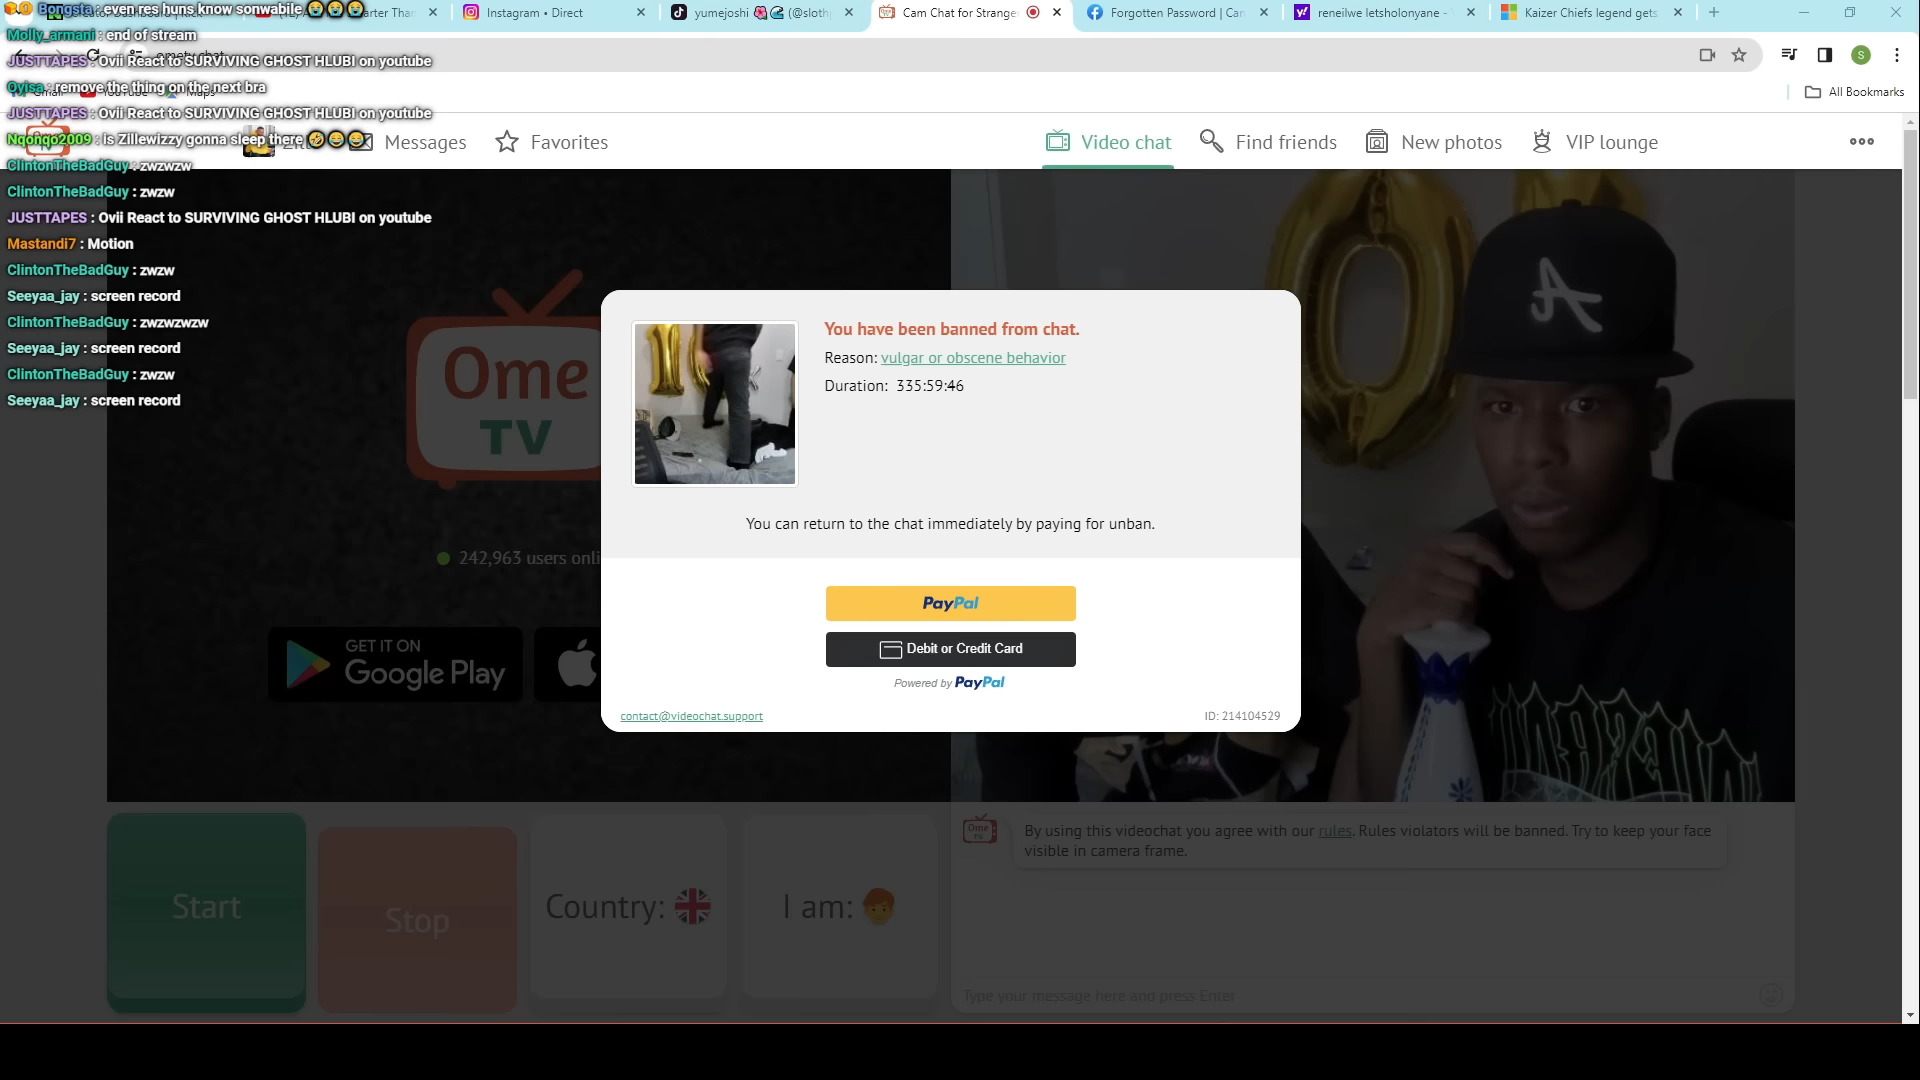 Bongsta : even res huns know sonwabile 😭😭😭
Instagram • Direct
yumejoshi 🌺🌊 (@sloth
Cam Chat for Strange
Forgotten Password | Can
reneilwe letsholonyane -
Kaizer Chiefs legend gets
Molly_armani : end of stream
JUSTTAPES : Ovii React to SURVIVING GHOST HLUBI on youtube
S
Oyisa : remove the thing on the next bra
All Bookmarks
JUSTTAPES : Ovii React to SURVIVING GHOST HLUBI on youtube
Nqonqo2009 : Is Zillewizzy gonna sleep there 🤣😂😂
Messages
Favorites
Video chat
Find friends
New photos
VIP lounge
ClintonTheBadGuy : zwzwzw
ClintonTheBadGuy : zwzw
JUSTTAPES : Ovii React to SURVIVING GHOST HLUBI on youtube
Mastandi7 : Motion
ClintonTheBadGuy : zwzw
Seeyaa_jay : screen record
ClintonTheBadGuy : zwzwzwzw
Seeyaa_jay : screen record
ClintonTheBadGuy : zwzw
Seeyaa_jay : screen record
Ome
TV
242,963 users onli
GET IT ON
Google Play
You have been banned from chat.
Reason: vulgar or obscene behavior
Duration: 335:59:46
You can return to the chat immediately by paying for unban.
PayPal
Debit or Credit Card
Powered by PayPal
contact@videochat.support
ID: 214104529
A
Start
Stop
Country:
I am:
Ome
TV
By using this videochat you agree with our rules. Rules violators will be banned. Try to keep your face
visible in camera frame.
Type your message here and press Enter